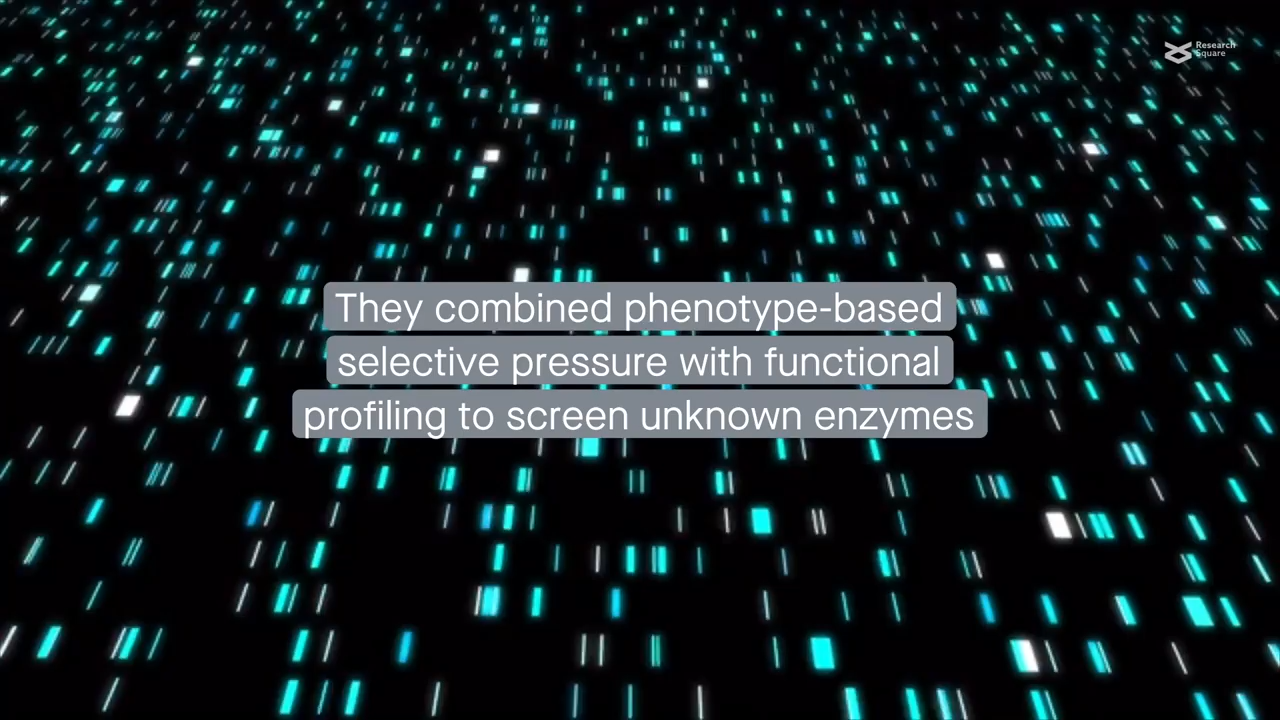 Research
Square
They combined phenotype-based
selective pressure with functional
profiling to screen unknown enzymes